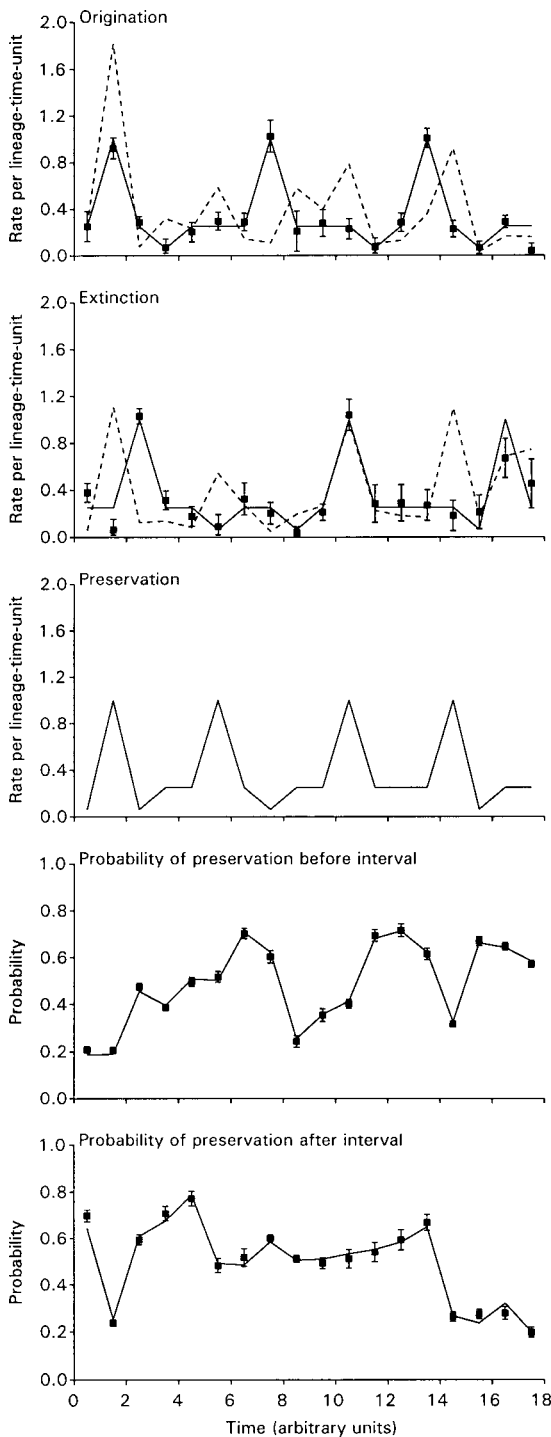 Origination
Rate per lineage-time-unit
2.0
1.6
1.2
0.8
0.4
0.0
Extinction
Rate per lineage-time-unit
2.0
1.6
1.2
0.8
0.4
0.0
Preservation
Rate per lineage-time-unit
2.0
1.6
1.2
0.8
0.4
0.0
Probability of preservation before interval
Probability
1.0
0.8
0.6
0.4
0.2
0.0
Probability of preservation after interval
Probability
1.0
0.8
0.6
0.4
0.2
0.0
0 2 4 6 8 10 12 14 16 18
Time (arbitrary units)